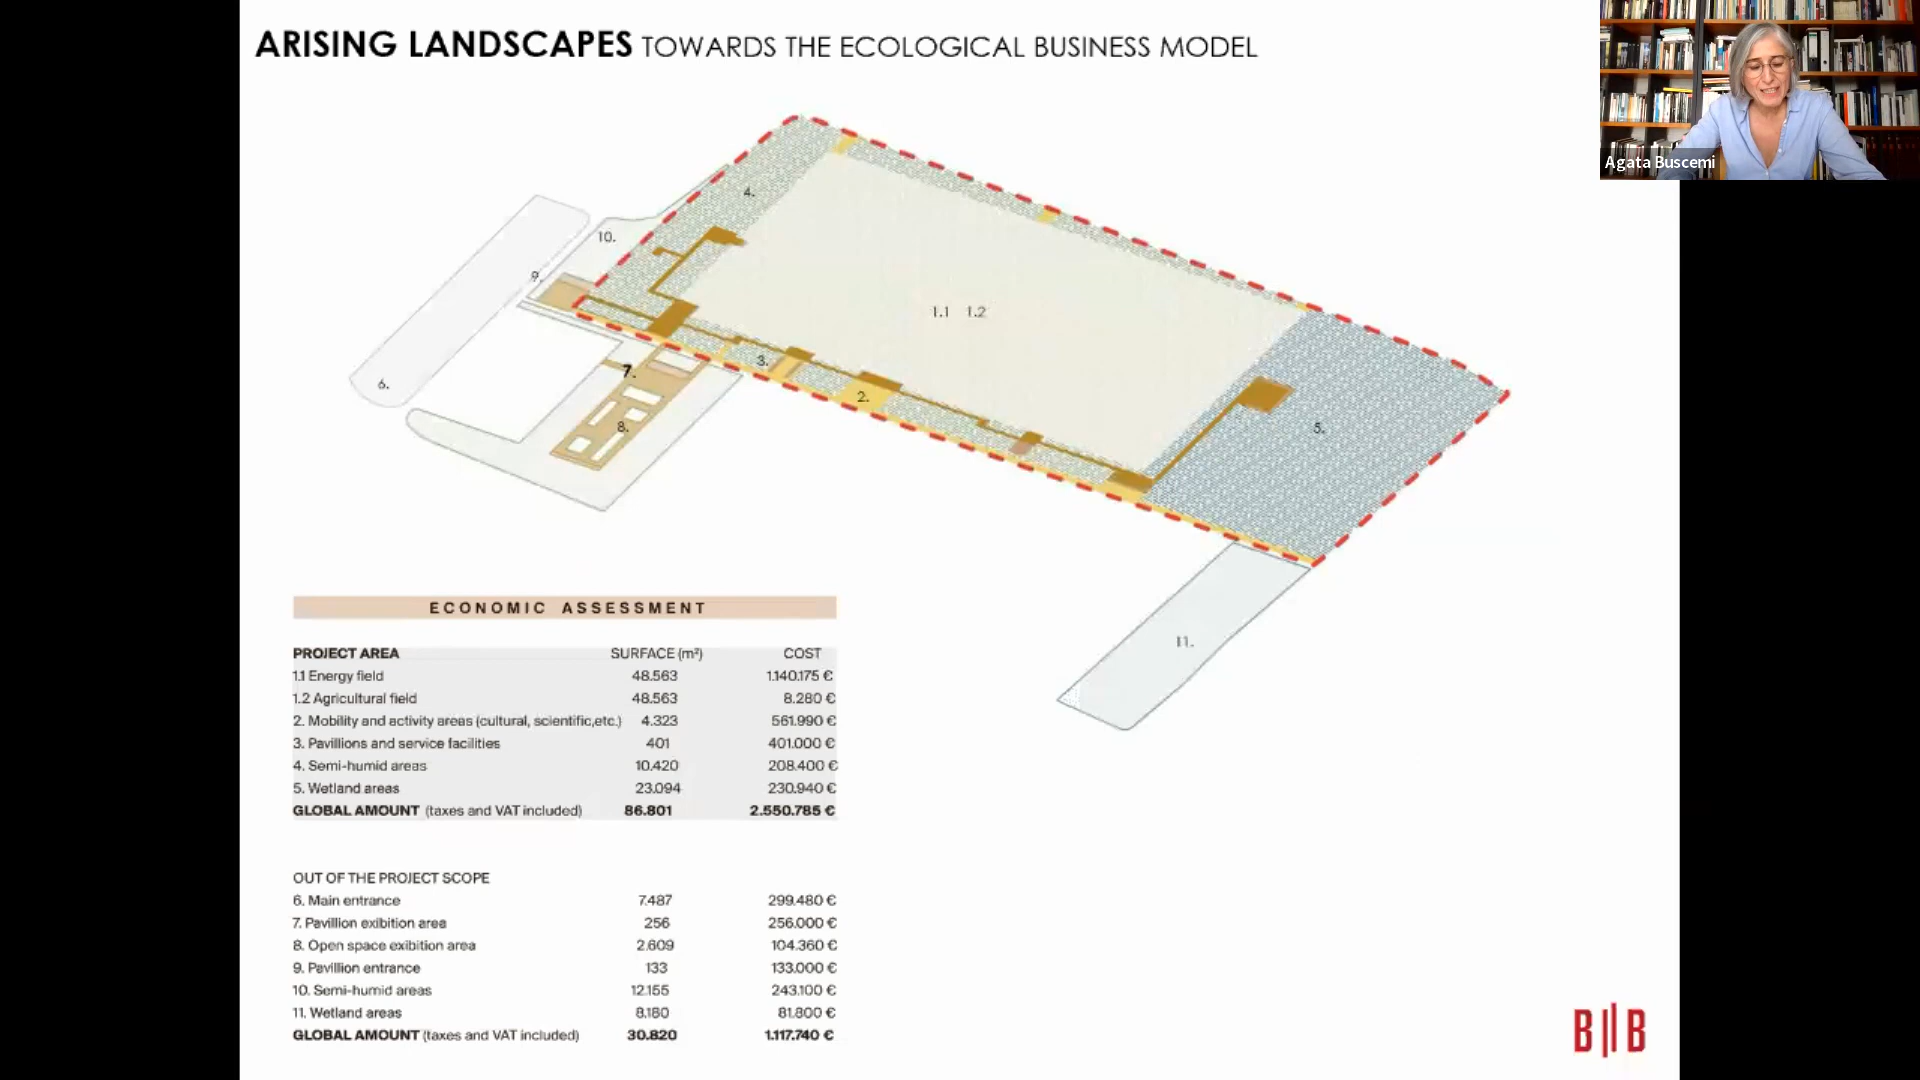 ARISING LANDSCAPES TOWARDS THE ECOLOGICAL BUSINESS MODEL
Agata Buscemi
4.
10.
9.
1.1 1.2
3.
7.
6.
2.
8.
5.
11.
ECONOMIC ASSESSMENT
PROJECT AREA SURFACE (m²) COST
1.1 Energy field 48.563 1.140.175 €
1.2 Agricultural field 48.563 8.280 €
2. Mobility and activity areas (cultural, scientific,etc.) 4.323 561.990 €
3. Pavillions and service facilities 401 401.000 €
4. Semi-humid areas 10.420 208.400 €
5. Wetland areas 23.094 230.940 €
GLOBAL AMOUNT (taxes and VAT included) 86.801 2.550.785 €
OUT OF THE PROJECT SCOPE
6. Main entrance 7.487 299.480 €
7. Pavillion exibition area 256 256.000 €
8. Open space exibition area 2.609 104.360 €
9. Pavillion entrance 133 133.000 €
10. Semi-humid areas 12.155 243.100 €
11. Wetland areas 8.180 81.800 €
GLOBAL AMOUNT (taxes and VAT included) 30.820 1.117.740 €
B||B